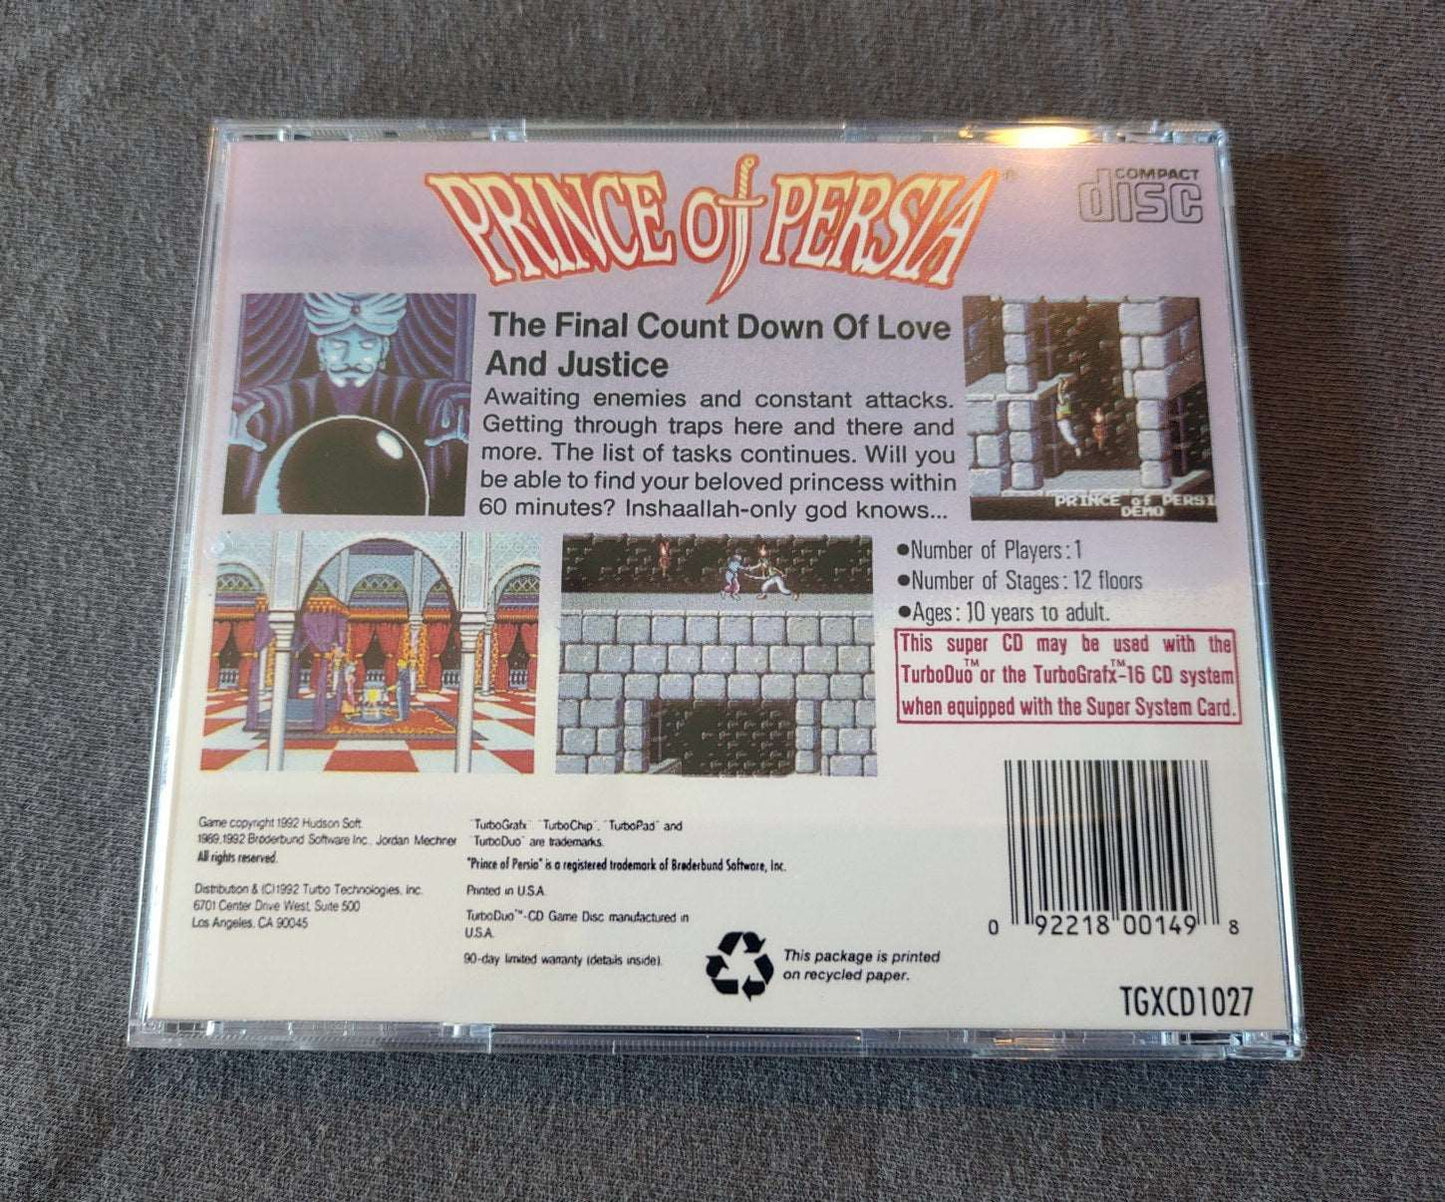 PRINCE of PERSIA
COMPACT
disc
The Final Count Down Of Love
And Justice
Awaiting enemies and constant attacks.
Getting through traps here and there and
more. The list of tasks continues. Will you
be able to find your beloved princess within
60 minutes? Inshaallah-only god knows...
PRINCE of PERSI
DEMO
●Number of Players: 1
●Number of Stages: 12 floors
●Ages: 10 years to adult.
This super CD may be used with the
TurboDuo™ or the TurboGrafx™-16 CD system
when equipped with the Super System Card.
Game copyright 1992 Hudson Soft
1989,1992 Brøderbund Software Inc., Jordan Mechner
All rights reserved.
Distribution & (C)1992 Turbo Technologies, Inc.
6701 Center Drive West, Suite 500
Los Angeles, CA 90045
"TurboGrafx" "TurboChip", "TurboPad" and
"TurboDuo" are trademarks.
"Prince of Persia" is a registered trademark of Brøderbund Software, Inc.
Printed in U.S.A.
TurboDuo™-CD Game Disc manufactured in
U.S.A.
90-day limited warranty (details inside).
This package is printed
on recycled paper.
0 92218 00149 8
TGXCD1027